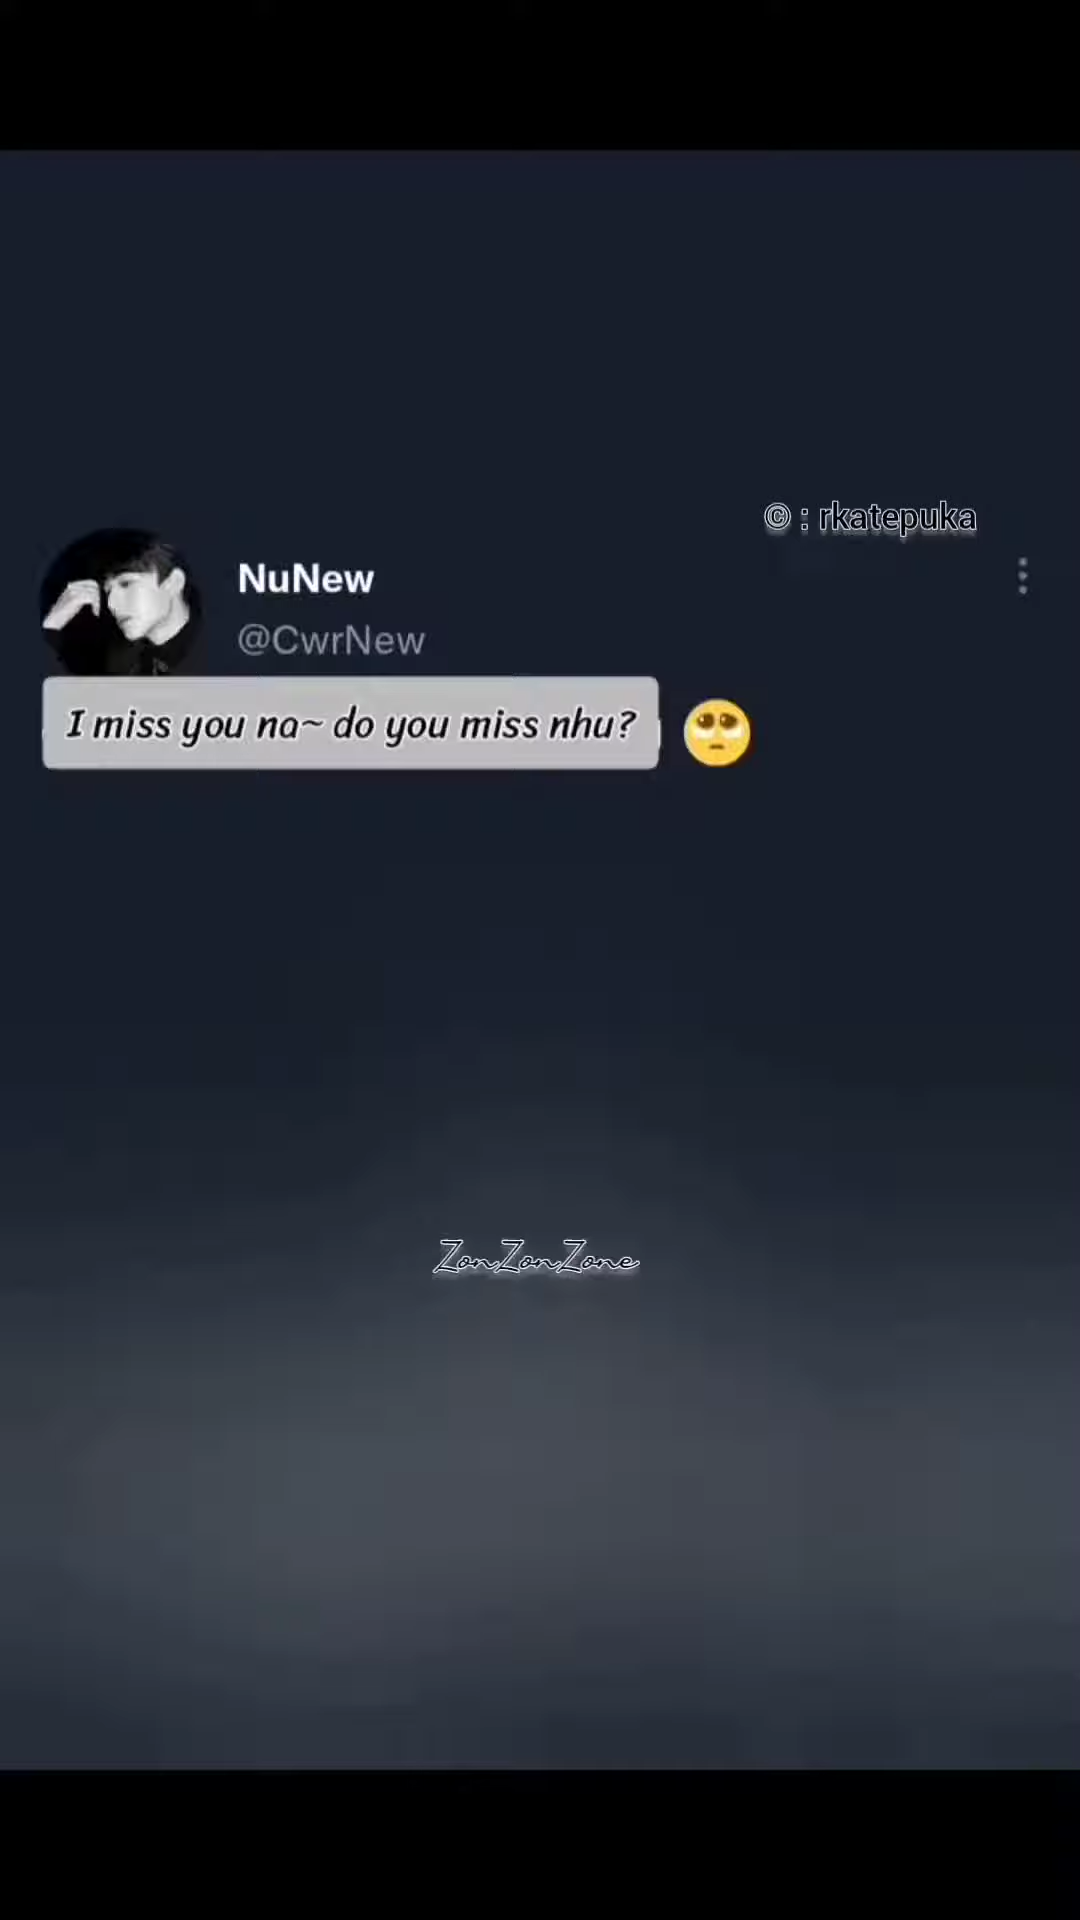 © : rkatepuka
NuNew
@CwrNew
I miss you na~ do you miss nhu? 🥺
ZonZonZone